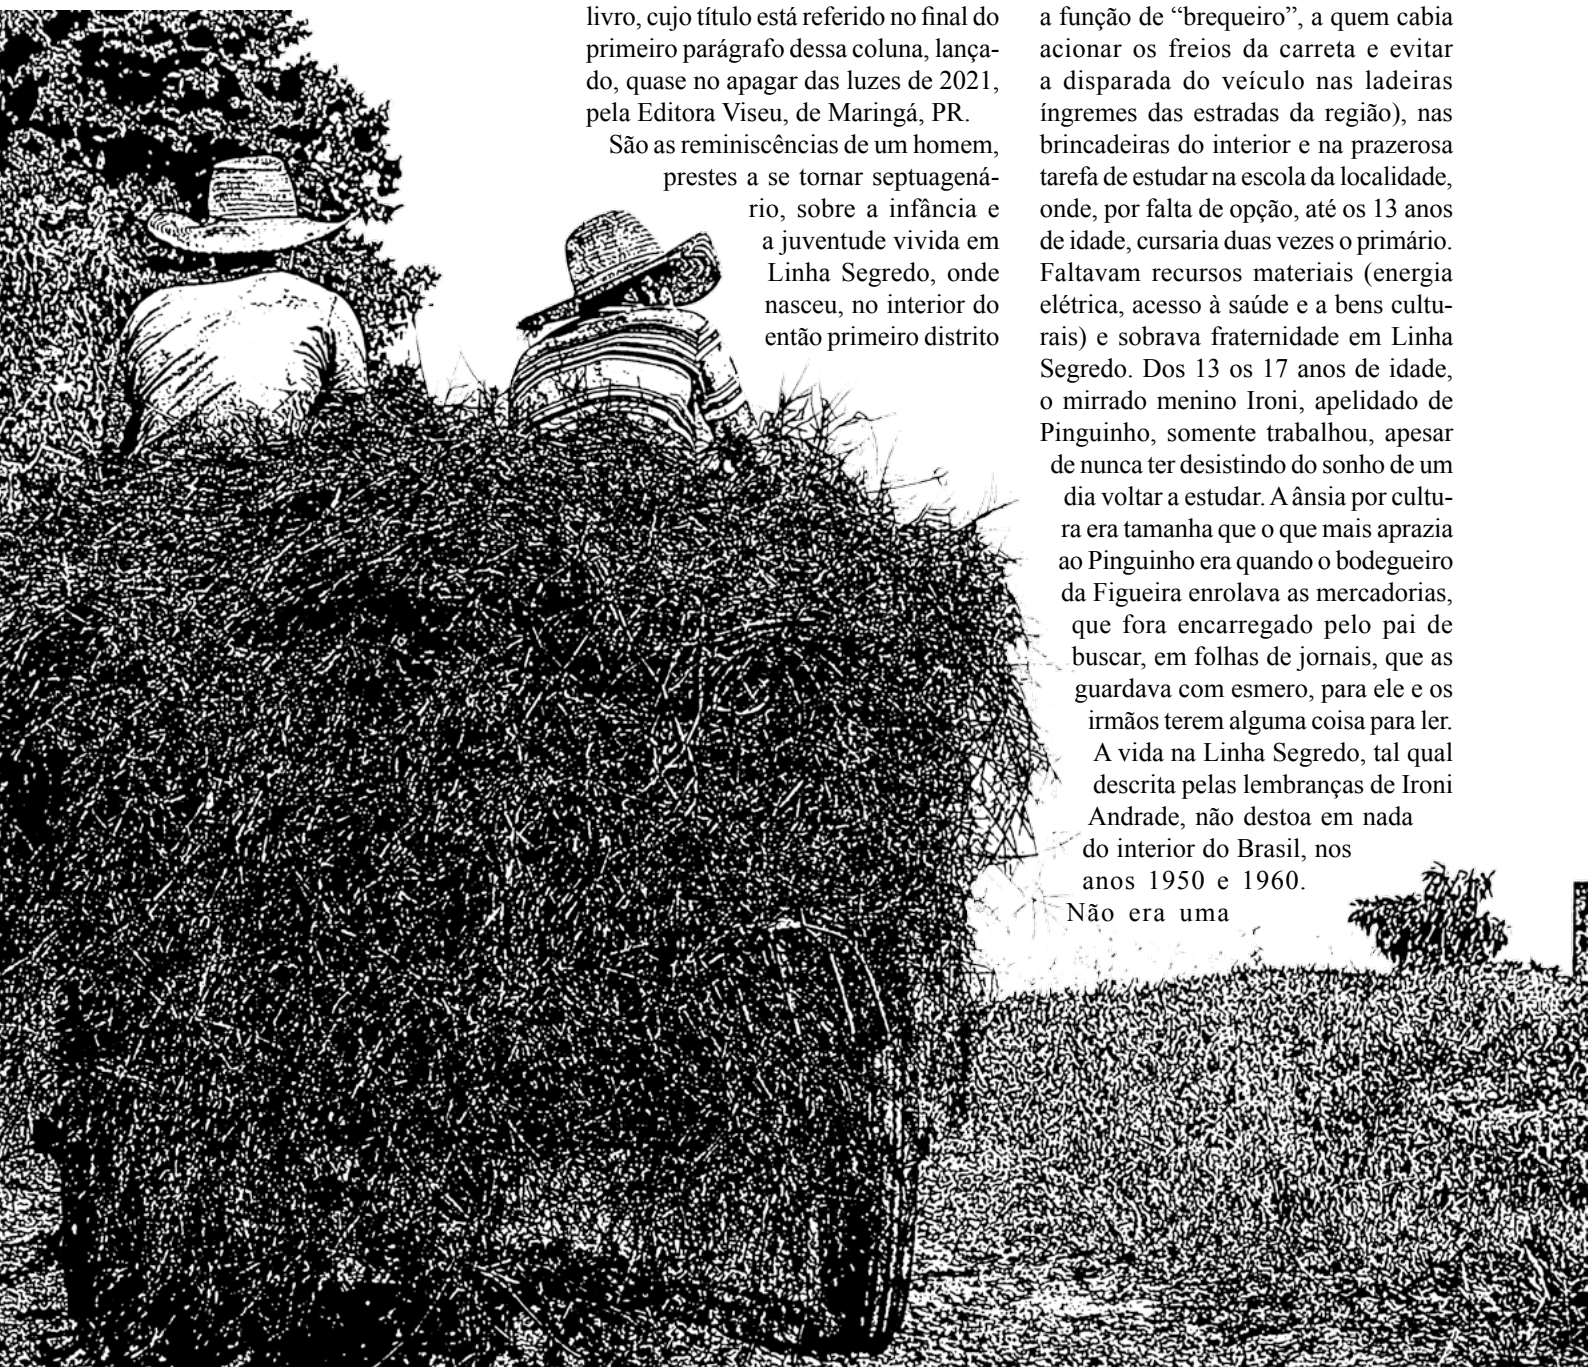 livro, cujo título está referido no final do
primeiro parágrafo dessa coluna, lança-
do, quase no apagar das luzes de 2021,
pela Editora Viseu, de Maringá, PR.
São as reminiscências de um homem,
prestes a se tornar septuagená-
rio, sobre a infância e
a juventude vivida em
Linha Segredo, onde
nasceu, no interior do
então primeiro distrito
a função de “brequeiro”, a quem cabia
acionar os freios da carreta e evitar
a disparada do veículo nas ladeiras
íngremes das estradas da região), nas
brincadeiras do interior e na prazerosa
tarefa de estudar na escola da localidade,
onde, por falta de opção, até os 13 anos
de idade, cursaria duas vezes o primário.
Faltavam recursos materiais (energia
elétrica, acesso à saúde e a bens cultu-
rais) e sobrava fraternidade em Linha
Segredo. Dos 13 os 17 anos de idade,
o mirrado menino Ironi, apelidado de
Pinguinho, somente trabalhou, apesar
de nunca ter desistindo do sonho de um
dia voltar a estudar. A ânsia por cultu-
ra era tamanha que o que mais aprazia
ao Pinguinho era quando o bodegueiro
da Figueira enrolava as mercadorias,
que fora encarregado pelo pai de
buscar, em folhas de jornais, que as
guardava com esmero, para ele e os
irmãos terem alguma coisa para ler.
A vida na Linha Segredo, tal qual
descrita pelas lembranças de Ironi
Andrade, não destoa em nada
do interior do Brasil, nos
anos 1950 e 1960.
Não era uma